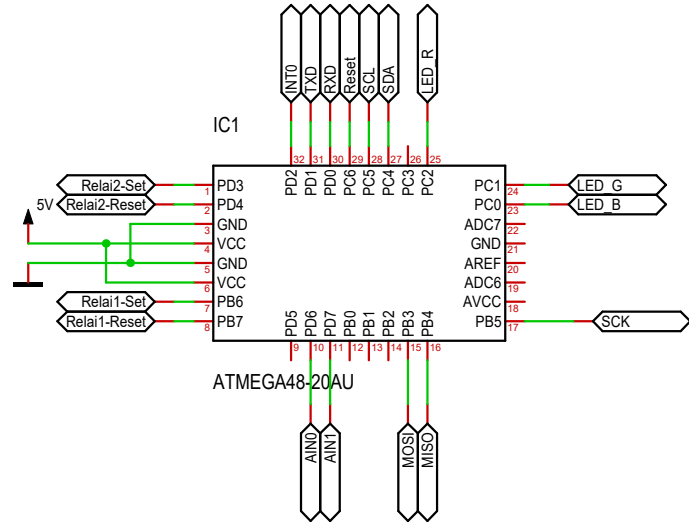 INT0
TXD
RXD
Reset
SCL
SDA
LED_R
IC1
32 31 30 29 28 27 26 25
PD2 PD1 PD0 PC6 PC5 PC4 PC3 PC2
Relai2-Set 1 PD3
Relai2-Reset 2 PD4
5V
3 GND
4 VCC
5 GND
6 VCC
Relai1-Set 7 PB6
Relai1-Reset 8 PB7
PC1 24 LED_G
PC0 23 LED_B
ADC7 22
GND 21
AREF 20
ADC6 19
AVCC 18
PB5 17 SCK
PD5 PD6 PD7 PB0 PB1 PB2 PB3 PB4
9 10 11 12 13 14 15 16
ATMEGA48-20AU
AIN0
AIN1
MOSI
MISO